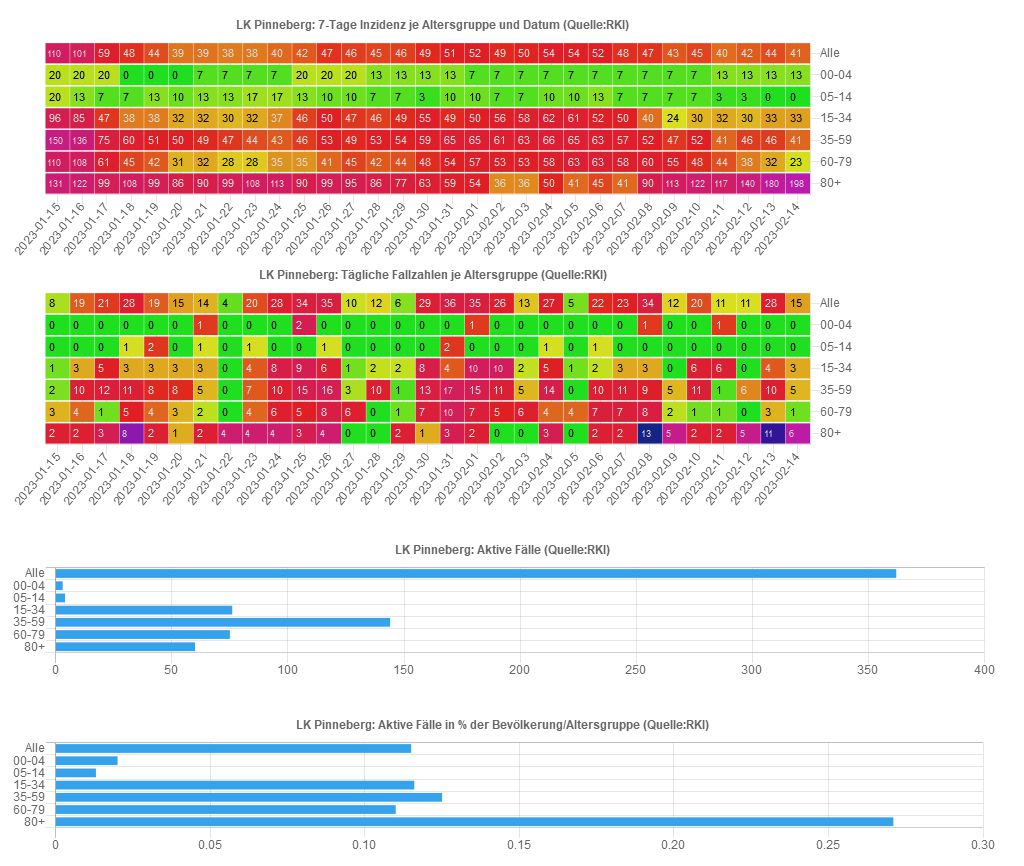 LK Pinneberg: 7-Tage Inzidenz je Altersgruppe und Datum (Quelle:RKI)
110 101 59 48 44 39 39 38 38 40 42 47 46 45 46 49 51 52 49 50 54 54 52 48 47 43 45 40 42 44 41 Alle
20 20 20 0 0 0 7 7 7 7 20 20 20 13 13 13 13 7 7 7 7 7 7 7 7 7 7 13 13 13 13 00-04
20 13 7 7 13 10 13 13 17 17 13 10 10 7 7 3 10 10 7 7 10 10 13 7 7 7 7 3 3 0 0 05-14
96 85 47 38 38 32 32 30 32 37 46 50 47 46 49 55 49 50 56 58 62 61 52 50 40 24 30 32 30 33 33 15-34
150 136 60 51 50 49 47 44 43 46 53 49 50 67 65 65 61 63 66 65 63 57 57 58 52 47 52 41 46 46 41 35-59
110 108 61 45 42 31 32 28 28 35 35 41 45 42 44 48 54 57 53 53 58 63 63 58 60 55 48 44 38 32 23 60-79
131 122 99 108 99 86 90 99 108 113 90 99 95 86 77 63 59 54 36 36 50 41 45 41 90 113 122 117 140 180 198 80+
2023-01-15 2023-01-16 2023-01-17 2023-01-18 2023-01-19 2023-01-20 2023-01-21 2023-01-22 2023-01-23 2023-01-24 2023-01-25 2023-01-26 2023-01-27 2023-01-28 2023-01-29 2023-01-30 2023-01-31 2023-02-01 2023-02-02 2023-02-03 2023-02-04 2023-02-05 2023-02-06 2023-02-07 2023-02-08 2023-02-09 2023-02-10 2023-02-11 2023-02-12 2023-02-13 2023-02-14
LK Pinneberg: Tägliche Fallzahlen je Altersgruppe (Quelle:RKI)
8 19 21 28 19 15 14 4 20 28 34 35 10 12 6 29 36 35 26 13 27 5 22 23 34 12 20 11 11 28 15 Alle
0 0 0 0 0 0 1 0 0 0 2 0 0 0 0 0 0 1 0 0 0 0 0 0 1 0 0 1 0 0 0 00-04
0 0 0 1 2 0 1 0 1 0 0 1 0 0 0 0 2 0 0 0 1 0 1 0 0 0 0 0 0 0 0 05-14
1 3 5 3 3 3 3 0 4 8 9 6 1 2 2 8 4 10 10 2 5 1 2 3 3 0 6 6 0 4 3 15-34
2 10 12 11 8 8 5 0 7 10 15 16 3 10 1 13 17 15 11 5 14 0 10 11 9 5 11 1 6 10 5 35-59
3 4 1 5 4 3 2 0 4 6 5 8 6 0 1 7 10 7 5 6 4 4 7 7 8 2 1 1 0 3 1 60-79
2 2 3 8 2 1 2 4 4 4 3 4 0 0 2 1 3 2 0 0 3 0 2 2 13 5 2 2 5 11 6 80+
2023-01-15 2023-01-16 2023-01-17 2023-01-18 2023-01-19 2023-01-20 2023-01-21 2023-01-22 2023-01-23 2023-01-24 2023-01-25 2023-01-26 2023-01-27 2023-01-28 2023-01-29 2023-01-30 2023-01-31 2023-02-01 2023-02-02 2023-02-03 2023-02-04 2023-02-05 2023-02-06 2023-02-07 2023-02-08 2023-02-09 2023-02-10 2023-02-11 2023-02-12 2023-02-13 2023-02-14
LK Pinneberg: Aktive Fälle (Quelle:RKI)
Alle
00-04
05-14
15-34
35-59
60-79
80+
0 50 100 150 200 250 300 350 400
LK Pinneberg: Aktive Fälle in % der Bevölkerung/Altersgruppe (Quelle:RKI)
Alle
00-04
05-14
15-34
35-59
60-79
80+
0 0.05 0.10 0.15 0.20 0.25 0.30